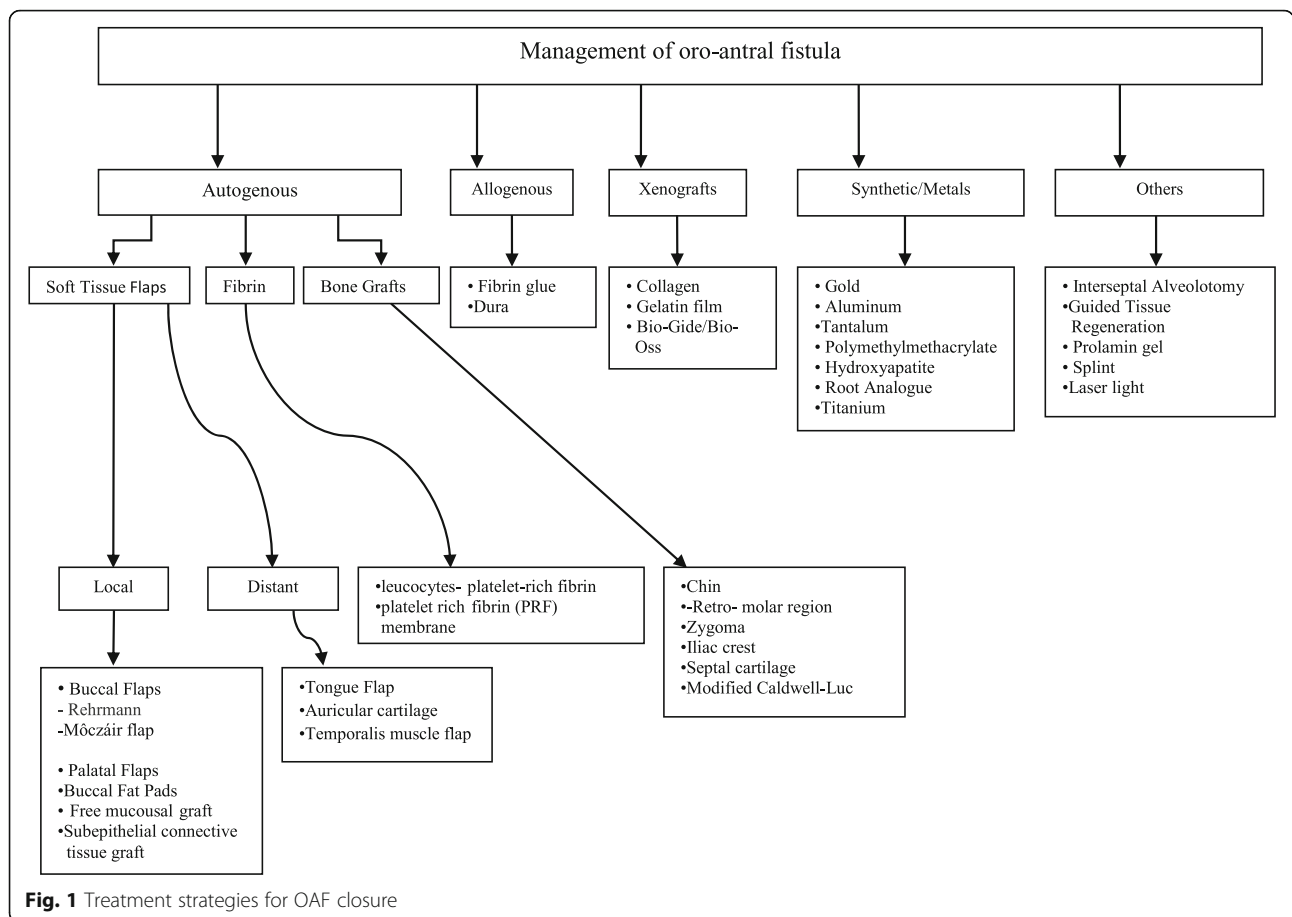 Management of oro-antral fistula
Autogenous
Allogenous
Xenografts
Synthetic/Metals
Others
Soft Tissue Flaps
Fibrin
Bone Grafts
• Fibrin glue
•Dura
• Collagen
• Gelatin film
• Bio-Gide/Bio-
Oss
• Gold
• Aluminum
•Tantalum
• Polymethylmethacrylate
• Hydroxyapatite
• Root Analogue
•Titanium
• Interseptal Alveolotomy
•Guided Tissue
Regeneration
• Prolamin gel
• Splint
•Laser light
Local
Distant
•leucocytes- platelet-rich fibrin
•platelet rich fibrin (PRF)
membrane
•Chin
•-Retro- molar region
•Zygoma
•Iliac crest
•Septal cartilage
•Modified Caldwell-Luc
• Buccal Flaps
- Rehrmann
-Môczáir flap
• Palatal Flaps
•Buccal Fat Pads
• Free mucousal graft
•Subepithelial connective
tissue graft
•Tongue Flap
•Auricular cartilage
•Temporalis muscle flap
Fig. 1 Treatment strategies for OAF closure